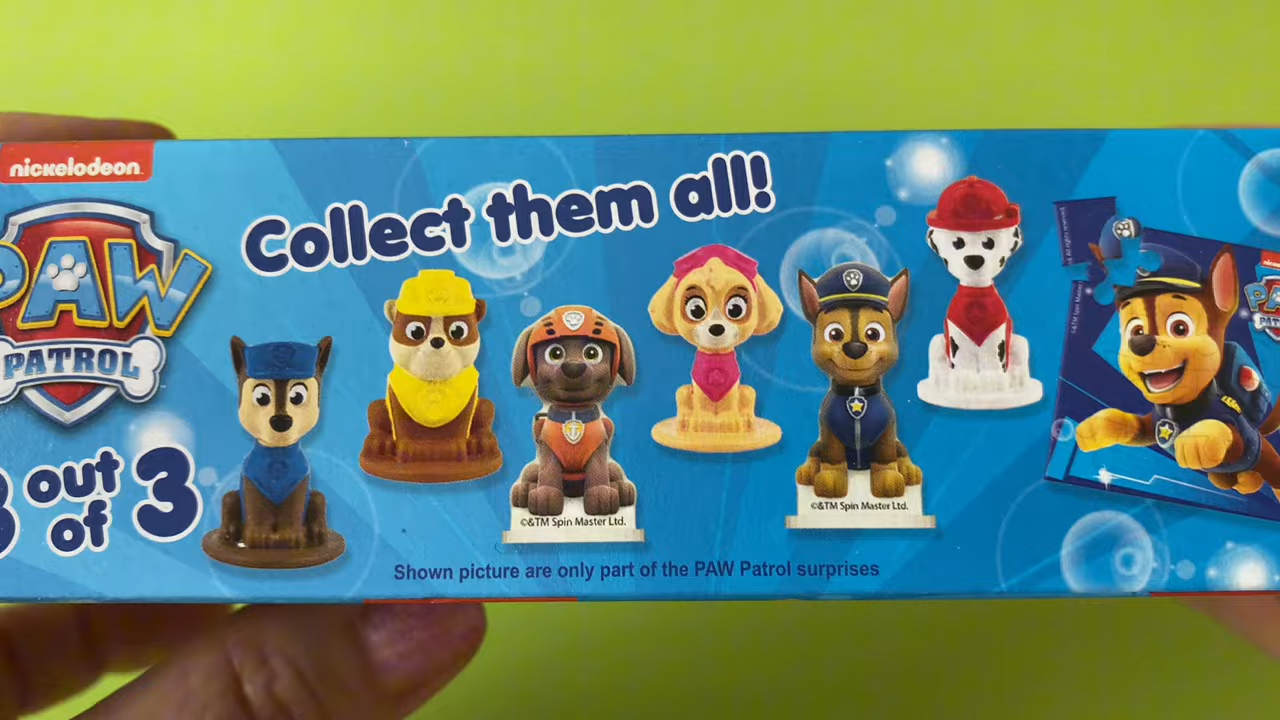 nickelodeon
Collect them all!
PAW
PATROL
3 out
of 3
©&TM Spin Master Ltd.
©&TM Spin Master Ltd.
Shown picture are only part of the PAW Patrol surprises